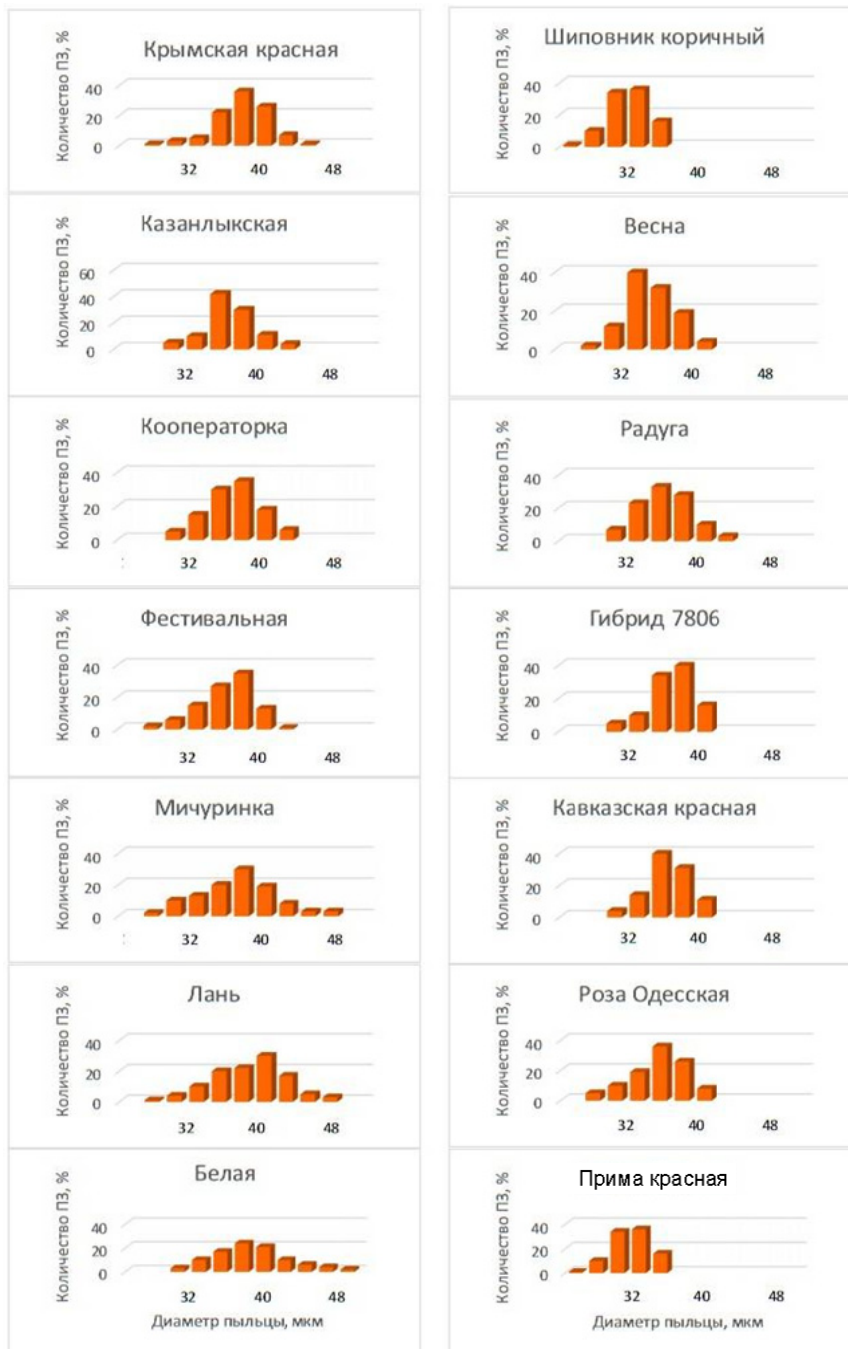 Крымская красная
Количество ПЗ, %
40
20
0
32 40 48
Шиповник коричный
Количество ПЗ, %
40
20
0
32 40 48
Казанлыкская
Количество ПЗ, %
60
40
20
0
32 40 48
Весна
Количество ПЗ, %
40
20
0
32 40 48
Кооператорка
Количество ПЗ, %
40
20
0
32 40 48
Радуга
Количество ПЗ, %
40
20
0
32 40 48
Фестивальная
Количество ПЗ, %
40
20
0
32 40 48
Гибрид 7806
Количество ПЗ, %
40
20
0
32 40 48
Мичуринка
Количество ПЗ, %
40
20
0
32 40 48
Кавказская красная
Количество ПЗ, %
40
20
0
32 40 48
Лань
Количество ПЗ, %
40
20
0
32 40 48
Роза Одесская
Количество ПЗ, %
40
20
0
32 40 48
Белая
Количество ПЗ, %
40
20
0
32 40 48
Диаметр пыльцы, мкм
Прима красная
Количество ПЗ, %
40
20
0
32 40 48
Диаметр пыльцы, мкм